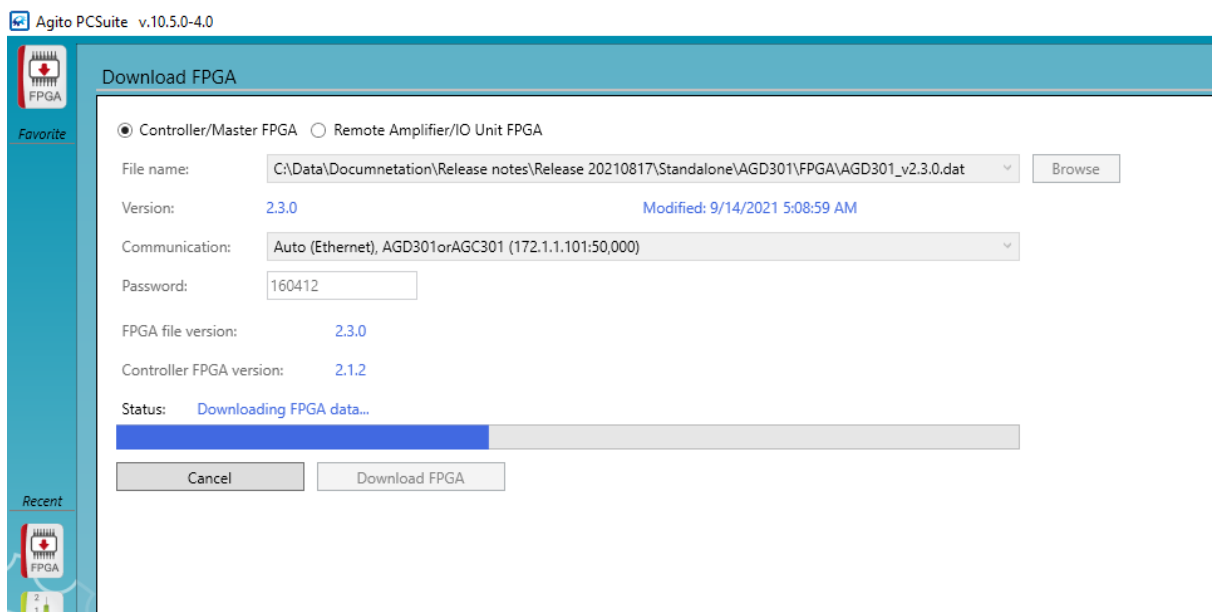 Agito PCSuite v.10.5.0-4.0
FPGA
Download FPGA
Favorite
Controller/Master FPGA Remote Amplifier/IO Unit FPGA
File name: C:\Data\Documnetation\Release notes\Release 20210817\Standalone\AGD301\FPGA\AGD301_v2.3.0.dat Browse
Version: 2.3.0 Modified: 9/14/2021 5:08:59 AM
Communication: Auto (Ethernet), AGD301orAGC301 (172.1.1.101:50,000)
Password: 160412
FPGA file version: 2.3.0
Controller FPGA version: 2.1.2
Status: Downloading FPGA data...
Cancel Download FPGA
Recent
FPGA
2
1